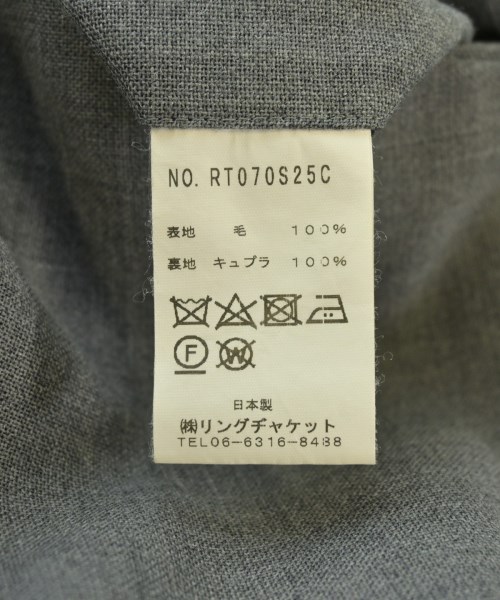 NO. RT070S25C
表地 毛 100%
裏地 キュプラ 100%
F W
日本製
㈱リングヂャケット
TEL06-6316-8488